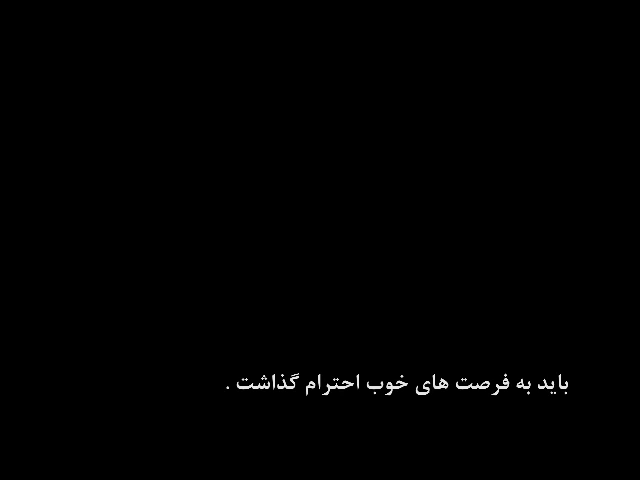 باید به فرصت های خوب احترام گذاشت .